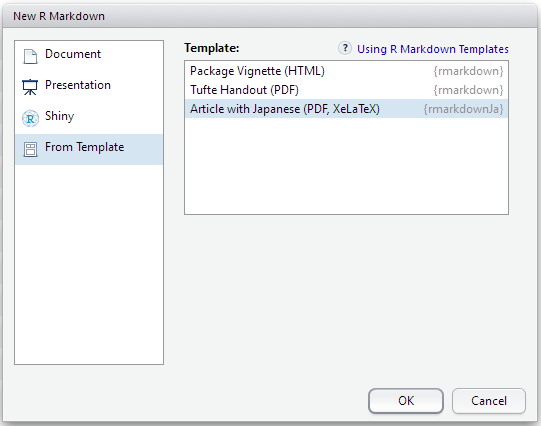 New R Markdown
Document
Presentation
R Shiny
From Template
Template:
? Using R Markdown Templates
Package Vignette (HTML) {rmarkdown}
Tufte Handout (PDF) {rmarkdown}
Article with Japanese (PDF, XeLaTeX) {rmarkdownJa}
OK Cancel